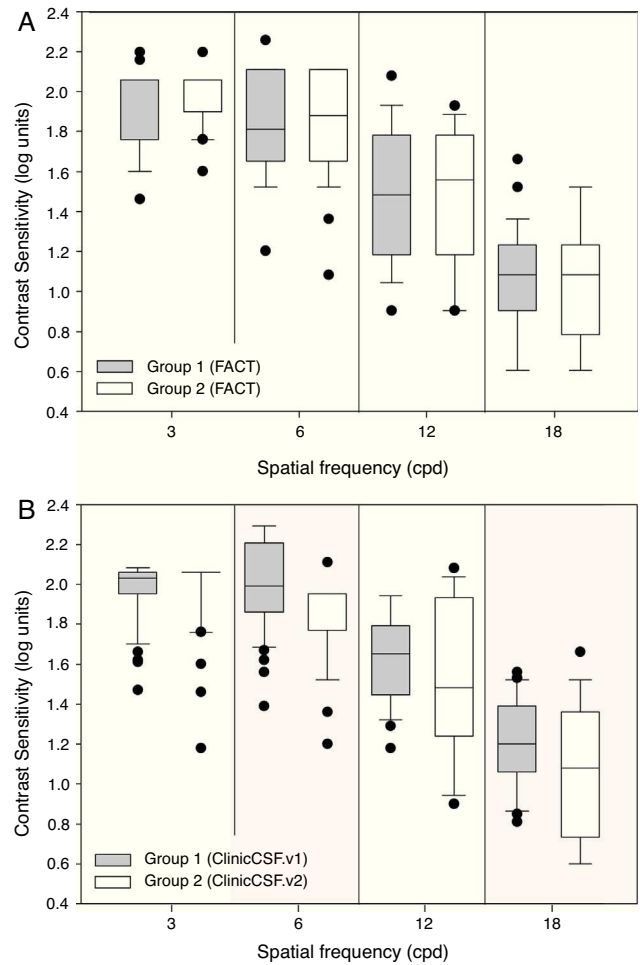 A
2.4
2.2
2.0
1.8
1.6
1.4
1.2
1.0
0.8
0.6
0.4
Contrast Sensitivity (log units)
Group 1 (FACT)
Group 2 (FACT)
3 6 12 18
Spatial frequency (cpd)
B
2.4
2.2
2.0
1.8
1.6
1.4
1.2
1.0
0.8
0.6
0.4
Contrast Sensitivity (log units)
Group 1 (ClinicCSF.v1)
Group 2 (ClinicCSF.v2)
3 6 12 18
Spatial frequency (cpd)